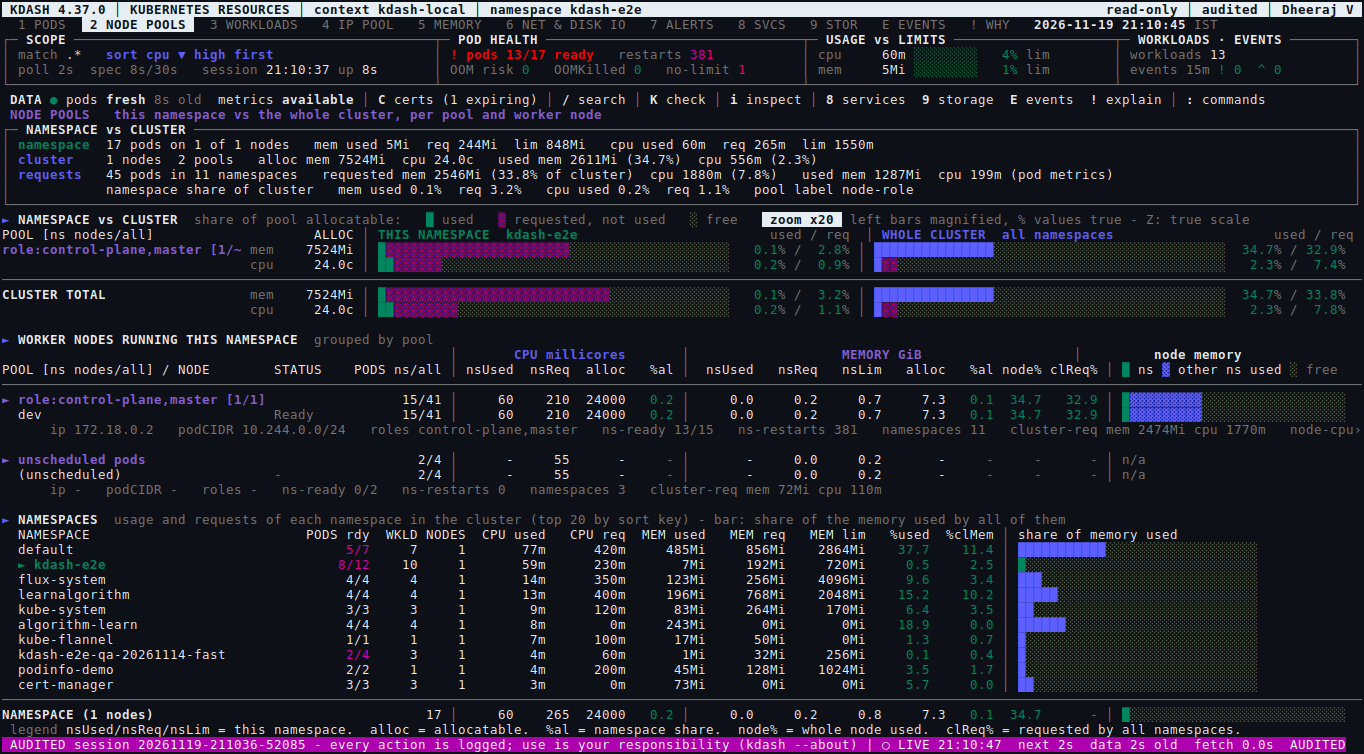 KDASH 4.37.0 │ KUBERNETES RESOURCES │ context kdash-local │ namespace kdash-e2e read-only │ audited │ Dheeraj V
1 PODS 2 NODE POOLS 3 WORKLOADS 4 IP POOL 5 MEMORY 6 NET & DISK IO 7 ALERTS 8 SVCS 9 STOR E EVENTS ! WHY 2026-11-19 21:10:45 IST
SCOPE POD HEALTH USAGE vs LIMITS WORKLOADS · EVENTS
match .* sort cpu ▼ high first │ ! pods 13/17 ready restarts 381 │ cpu 60m 4% lim │ workloads 13
poll 2s spec 8s/30s session 21:10:37 up 8s │ OOM risk 0 OOMKilled 0 no-limit 1 │ mem 5Mi 1% lim │ events 15m ! 0 ^ 0
DATA ● pods fresh 8s old metrics available │ C certs (1 expiring) │ / search │ K check │ i inspect │ 8 services 9 storage E events ! explain │ : commands
NODE POOLS this namespace vs the whole cluster, per pool and worker node
NAMESPACE vs CLUSTER
namespace 17 pods on 1 of 1 nodes mem used 5Mi req 244Mi lim 848Mi cpu used 60m req 265m lim 1550m
cluster 1 nodes 2 pools alloc mem 7524Mi cpu 24.0c used mem 2611Mi (34.7%) cpu 556m (2.3%)
requests 45 pods in 11 namespaces requested mem 2546Mi (33.8% of cluster) cpu 1880m (7.8%) used mem 1287Mi cpu 199m (pod metrics)
namespace share of cluster mem used 0.1% req 3.2% cpu used 0.2% req 1.1% pool label node-role
► NAMESPACE vs CLUSTER share of pool allocatable: used requested, not used free zoom x20 left bars magnified, % values true - Z: true scale
POOL [ns nodes/all] ALLOC │ THIS NAMESPACE kdash-e2e used / req │ WHOLE CLUSTER all namespaces used / req
role:control-plane,master [1/~ mem 7524Mi │ 0.1% / 2.8% │ 34.7% / 32.9%
cpu 24.0c │ 0.2% / 0.9% │ 2.3% / 7.4%
CLUSTER TOTAL mem 7524Mi │ 0.1% / 3.2% │ 34.7% / 33.8%
cpu 24.0c │ 0.2% / 1.1% │ 2.3% / 7.8%
► WORKER NODES RUNNING THIS NAMESPACE grouped by pool
│ CPU millicores │ MEMORY GiB │ node memory
POOL [ns nodes/all] / NODE STATUS PODS ns/all │ nsUsed nsReq alloc %al │ nsUsed nsReq nsLim alloc %al node% clReq% │ ns other ns used free
► role:control-plane,master [1/1] 15/41 │ 60 210 24000 0.2 │ 0.0 0.2 0.7 7.3 0.1 34.7 32.9 │
dev Ready 15/41 │ 60 210 24000 0.2 │ 0.0 0.2 0.7 7.3 0.1 34.7 32.9 │
ip 172.18.0.2 podCIDR 10.244.0.0/24 roles control-plane,master ns-ready 13/15 ns-restarts 381 namespaces 11 cluster-req mem 2474Mi cpu 1770m node-cpu›
► unscheduled pods 2/4 │ - 55 - - │ - 0.0 0.2 - - - - │ n/a
(unscheduled) - 2/4 │ - 55 - - │ - 0.0 0.2 - - - - │ n/a
ip - podCIDR - roles - ns-ready 0/2 ns-restarts 0 namespaces 3 cluster-req mem 72Mi cpu 110m
► NAMESPACES usage and requests of each namespace in the cluster (top 20 by sort key) - bar: share of the memory used by all of them
NAMESPACE PODS rdy WKLD NODES CPU used CPU req MEM used MEM req MEM lim %used %clMem │ share of memory used
default 5/7 7 1 77m 420m 485Mi 856Mi 2864Mi 37.7 11.4 │
► kdash-e2e 8/12 10 1 59m 230m 7Mi 192Mi 720Mi 0.5 2.5 │
flux-system 4/4 4 1 14m 350m 123Mi 256Mi 4096Mi 9.6 3.4 │
learnalgorithm 4/4 4 1 13m 400m 196Mi 768Mi 2048Mi 15.2 10.2 │
kube-system 3/3 3 1 9m 120m 83Mi 264Mi 170Mi 6.4 3.5 │
algorithm-learn 4/4 4 1 8m 0m 243Mi 0Mi 0Mi 18.9 0.0 │
kube-flannel 1/1 1 1 7m 100m 17Mi 50Mi 0Mi 1.3 0.7 │
kdash-e2e-qa-20261114-fast 2/4 3 1 4m 60m 1Mi 32Mi 256Mi 0.1 0.4 │
podinfo-demo 2/2 1 1 4m 200m 45Mi 128Mi 1024Mi 3.5 1.7 │
cert-manager 3/3 3 1 3m 0m 73Mi 0Mi 0Mi 5.7 0.0 │
NAMESPACE (1 nodes) 17 │ 60 265 24000 0.2 │ 0.0 0.2 0.8 7.3 0.1 34.7 - │
legend nsUsed/nsReq/nsLim = this namespace. alloc = allocatable. %al = namespace share. node% = whole node used. clReq% = requested by all namespaces.
AUDITED session 20261119-211036-52085 - every action is logged; use is your responsibility (kdash --about) | ○ LIVE 21:10:47 next 2s data 2s old fetch 0.0s AUDITED